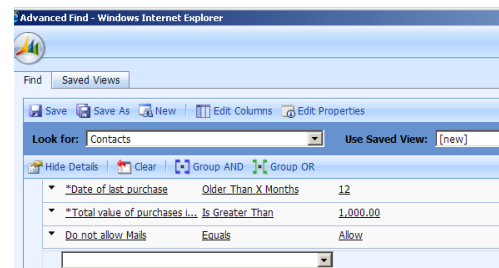 Advanced Find - Windows Internet Explorer
Find Saved Views
Save Save As New Edit Columns Edit Properties
Look for: Contacts Use Saved View: [new]
Hide Details Clear Group AND Group OR
*Date of last purchase Older Than X Months 12
*Total value of purchases i... Is Greater Than 1,000.00
Do not allow Mails Equals Allow